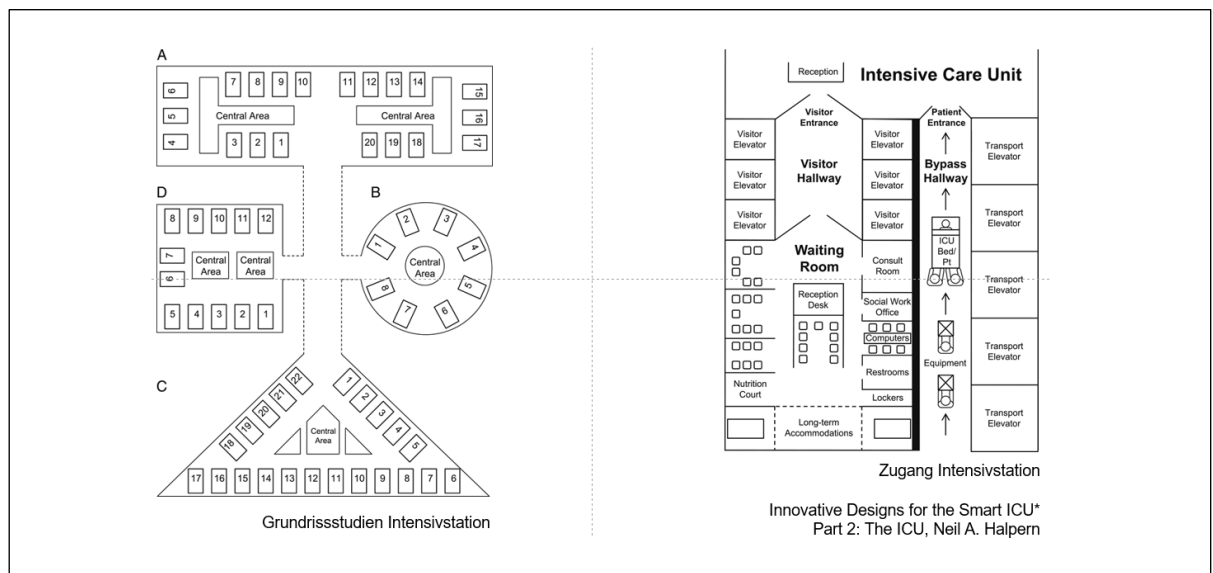 A
7 8 9 10
11 12 13 14
6
5
4
Central Area
Central Area
15
16
17
3 2 1
20 19 18
D
8 9 10 11 12
7
6
Central
Area
Central
Area
5 4 3 2 1
B
1
2
3
4
Central
Area
5
6
7
8
C
22
21
20
19
18
1
2
3
4
5
Central
Area
17 16 15 14 13 12 11 10 9 8 7 6
Grundrissstudien Intensivstation
Reception
Intensive Care Unit
Visitor
Entrance
Patient
Entrance
Visitor
Elevator
Visitor
Elevator
Visitor
Elevator
Visitor
Hallway
Visitor
Elevator
Visitor
Elevator
Visitor
Elevator
Bypass
Hallway
Transport
Elevator
Transport
Elevator
Transport
Elevator
Transport
Elevator
Transport
Elevator
Waiting
Room
Reception
Desk
Nutrition
Court
Consult
Room
Social Work
Office
Computers
Restrooms
Lockers
Long-term
Accommodations
ICU
Bed/
Pt
Equipment
Zugang Intensivstation
Innovative Designs for the Smart ICU*
Part 2: The ICU, Neil A. Halpern